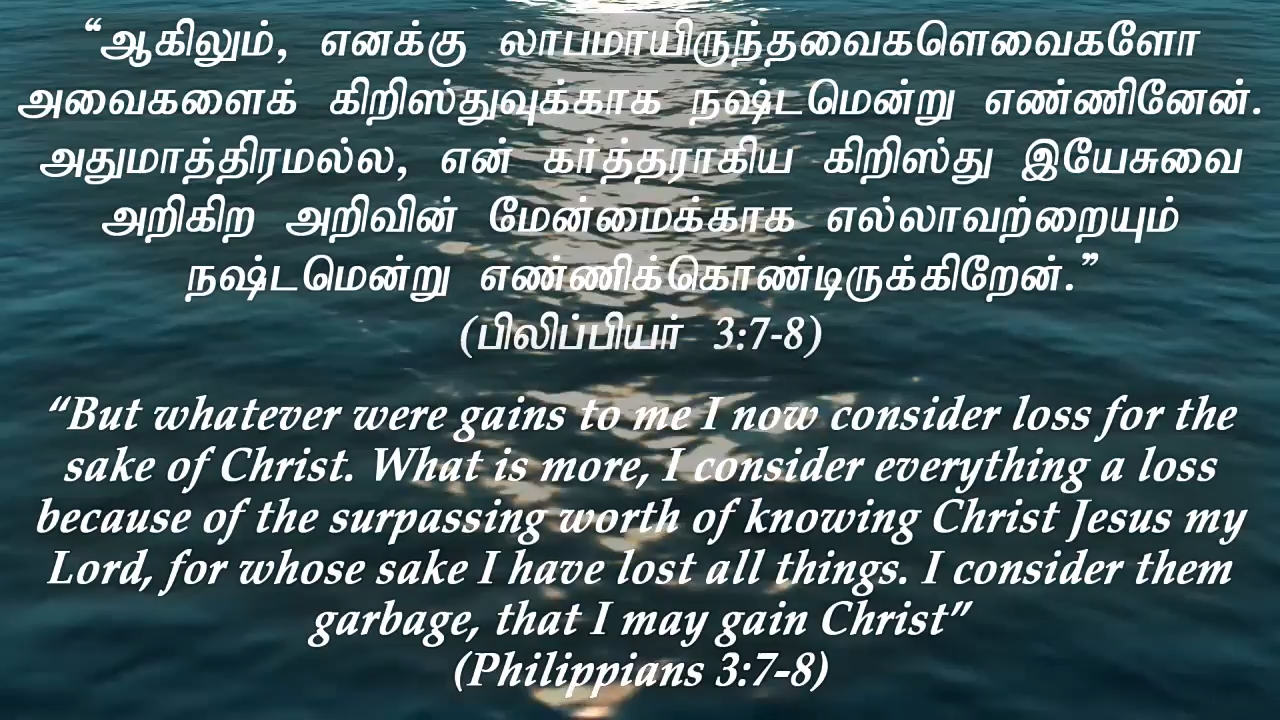 “ஆகிலும், எனக்கு லாபமாயிருந்தவைகளெவைகளோ
அவைகளைக் கிறிஸ்துவுக்காக நஷ்டமென்று எண்ணினேன்.
அதுமாத்திரமல்ல, என் கர்த்தராகிய கிறிஸ்து இயேசுவை
அறிகிற அறிவின் மேன்மைக்காக எல்லாவற்றையும்
நஷ்டமென்று எண்ணிக்கொண்டிருக்கிறேன்.”
(பிலிப்பியர் 3:7-8)
“But whatever were gains to me I now consider loss for the
sake of Christ. What is more, I consider everything a loss
because of the surpassing worth of knowing Christ Jesus my
Lord, for whose sake I have lost all things. I consider them
garbage, that I may gain Christ”
(Philippians 3:7-8)